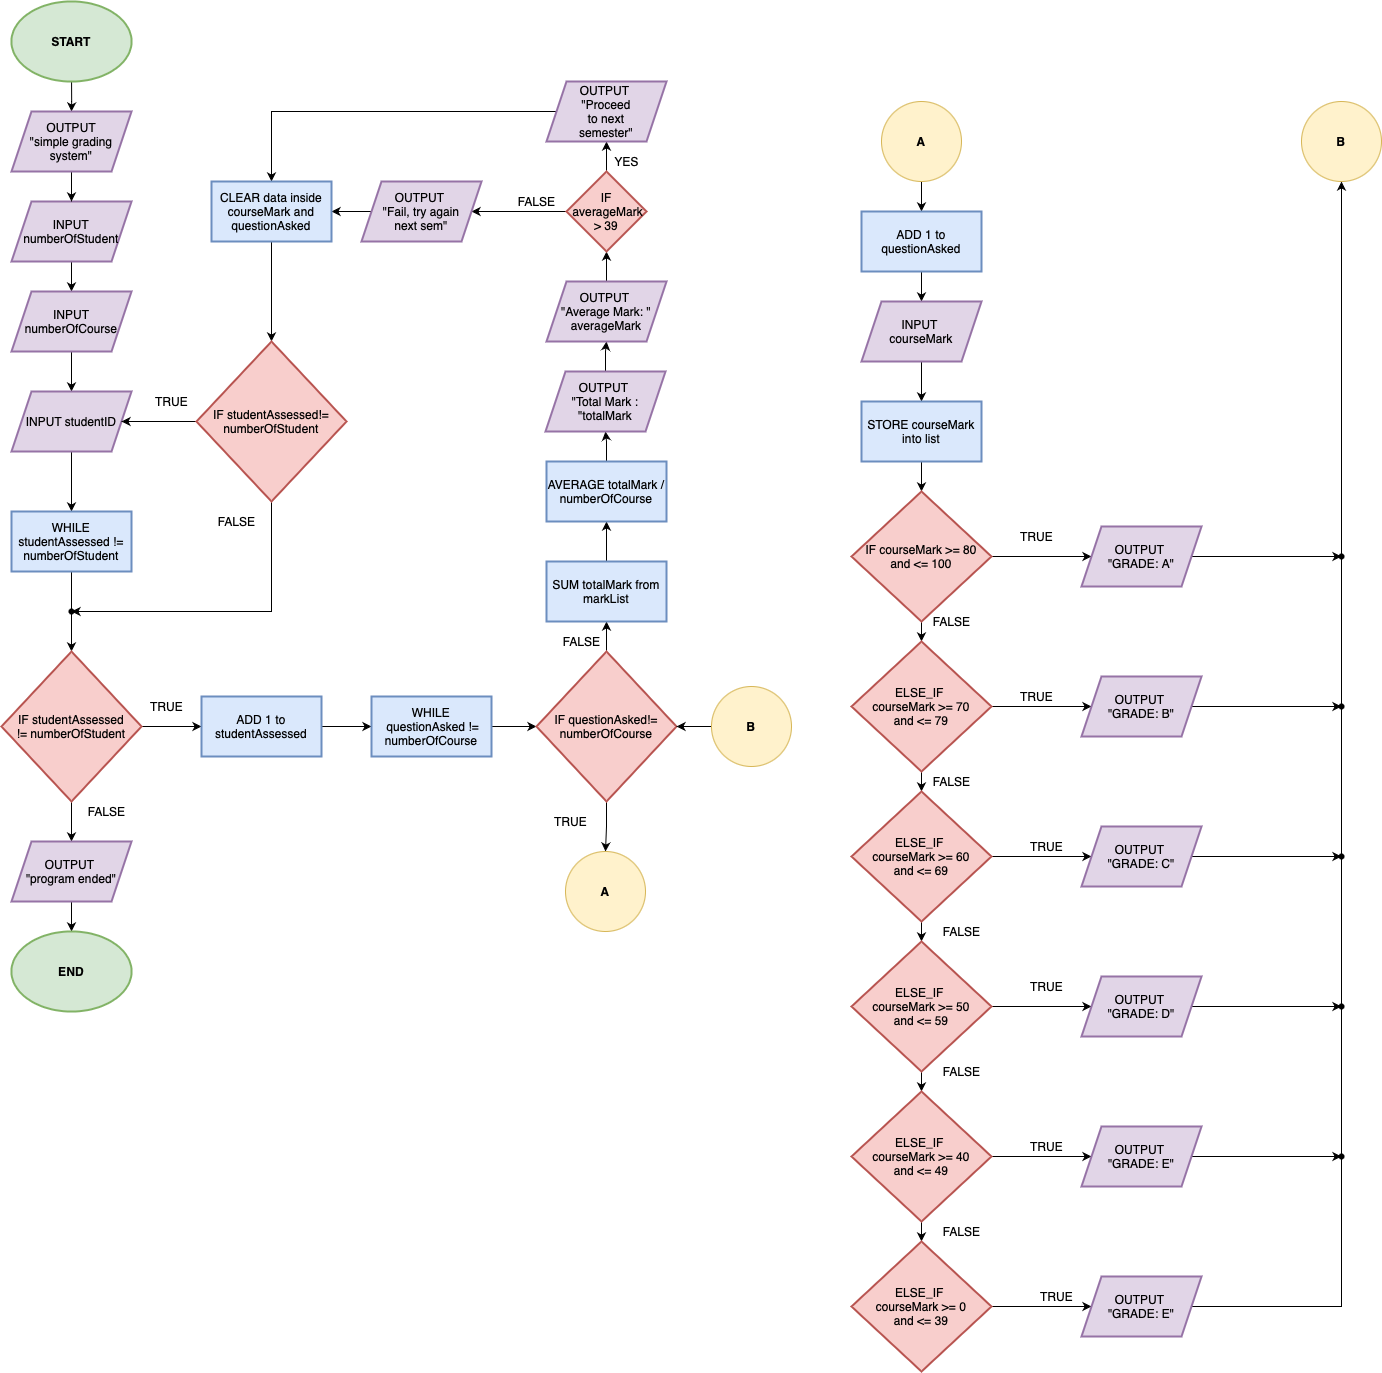 START
OUTPUT
"simple grading
system"
INPUT
numberOfStudent
INPUT
numberOfCourse
INPUT studentID
WHILE
studentAssessed !=
numberOfStudent
IF studentAssessed
!= numberOfStudent
TRUE
FALSE
OUTPUT
"program ended"
END
ADD 1 to
studentAssessed
WHILE
questionAsked !=
numberOfCourse
IF questionAsked!=
numberOfCourse
B
TRUE
A
FALSE
SUM totalMark from
markList
AVERAGE totalMark /
numberOfCourse
OUTPUT
"Total Mark :
"totalMark
OUTPUT
"Average Mark: "
averageMark
IF
averageMark
> 39
YES
OUTPUT
"Proceed
to next
semester"
FALSE
OUTPUT
"Fail, try again
next sem"
CLEAR data inside
courseMark and
questionAsked
IF studentAssessed!=
numberOfStudent
TRUE
FALSE
A
ADD 1 to
questionAsked
INPUT
courseMark
STORE courseMark
into list
IF courseMark >= 80
and <= 100
TRUE
OUTPUT
"GRADE: A"
FALSE
ELSE_IF
courseMark >= 70
and <= 79
TRUE
OUTPUT
"GRADE: B"
FALSE
ELSE_IF
courseMark >= 60
and <= 69
TRUE
OUTPUT
"GRADE: C"
FALSE
ELSE_IF
courseMark >= 50
and <= 59
TRUE
OUTPUT
"GRADE: D"
FALSE
ELSE_IF
courseMark >= 40
and <= 49
TRUE
OUTPUT
"GRADE: E"
FALSE
ELSE_IF
courseMark >= 0
and <= 39
TRUE
OUTPUT
"GRADE: E"
B